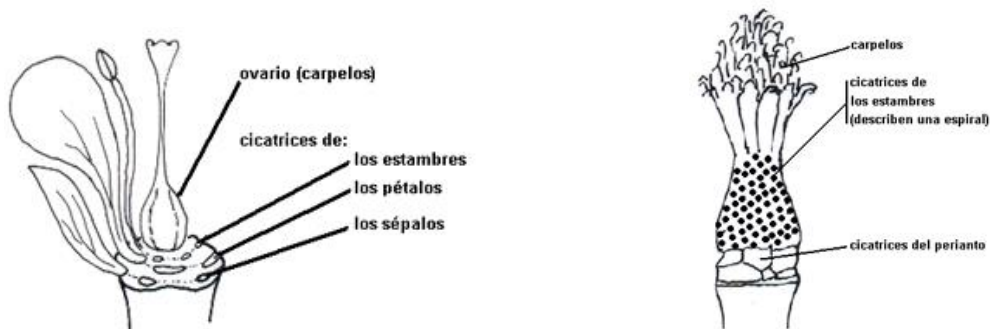 ovario (carpelos)
cicatrices de:
los estambres
los pétalos
los sépalos
carpelos
cicatrices de
los estambres
(describen una espiral)
cicatrices del perianto